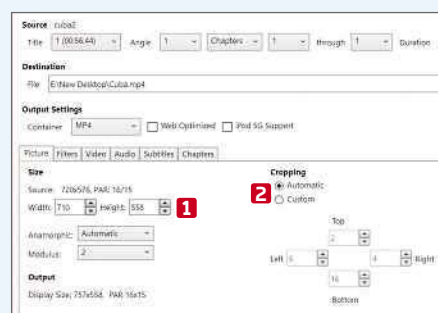 Source cuba2
Title 1 (00:56:44) Angle 1 Chapters 1 through 1 Duration
Destination
File E:\New Desktop\Cuba.mp4
Output Settings
Container MP4 Web Optimized iPod 5G Support
Picture Filters Video Audio Subtitles Chapters
Size
Source: 720x576, PAR: 16/15
Width: 710 Height: 558 1
Anamorphic: Automatic
Modulus: 2
Output
Display Size: 757x558, PAR 16x15
Cropping
2 Automatic
Custom
Top
2
Left 6 4 Right
16
Bottom